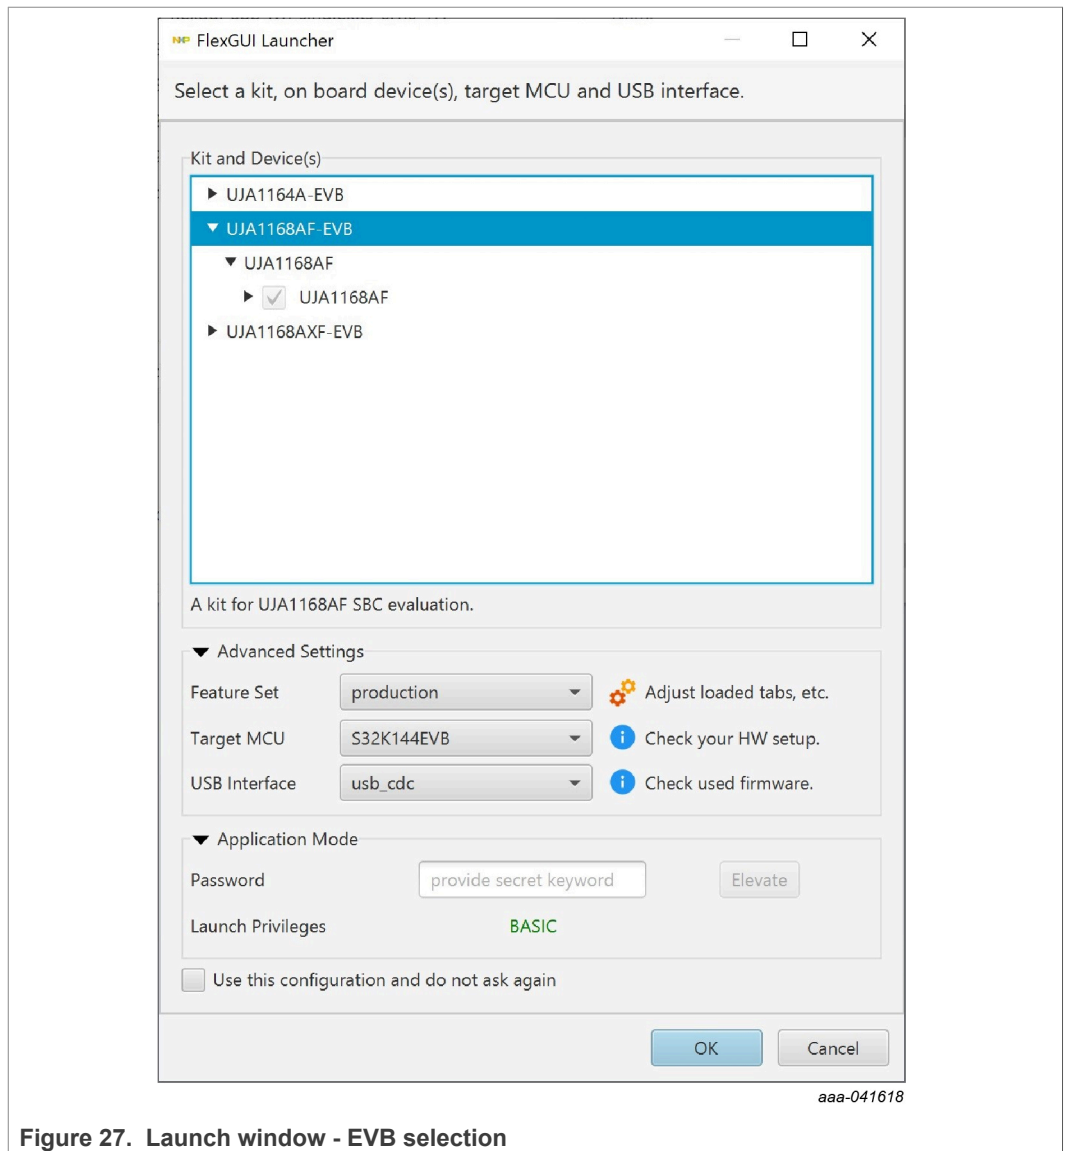 NXP FlexGUI Launcher
Select a kit, on board device(s), target MCU and USB interface.
Kit and Device(s)
UJA1164A-EVB
UJA1168AF-EVB
UJA1168AF
UJA1168AF
UJA1168AXF-EVB
A kit for UJA1168AF SBC evaluation.
Advanced Settings
Feature Set production Adjust loaded tabs, etc.
Target MCU S32K144EVB Check your HW setup.
USB Interface usb_cdc Check used firmware.
Application Mode
Password provide secret keyword Elevate
Launch Privileges BASIC
Use this configuration and do not ask again
OK Cancel
aaa-041618
Figure 27. Launch window - EVB selection